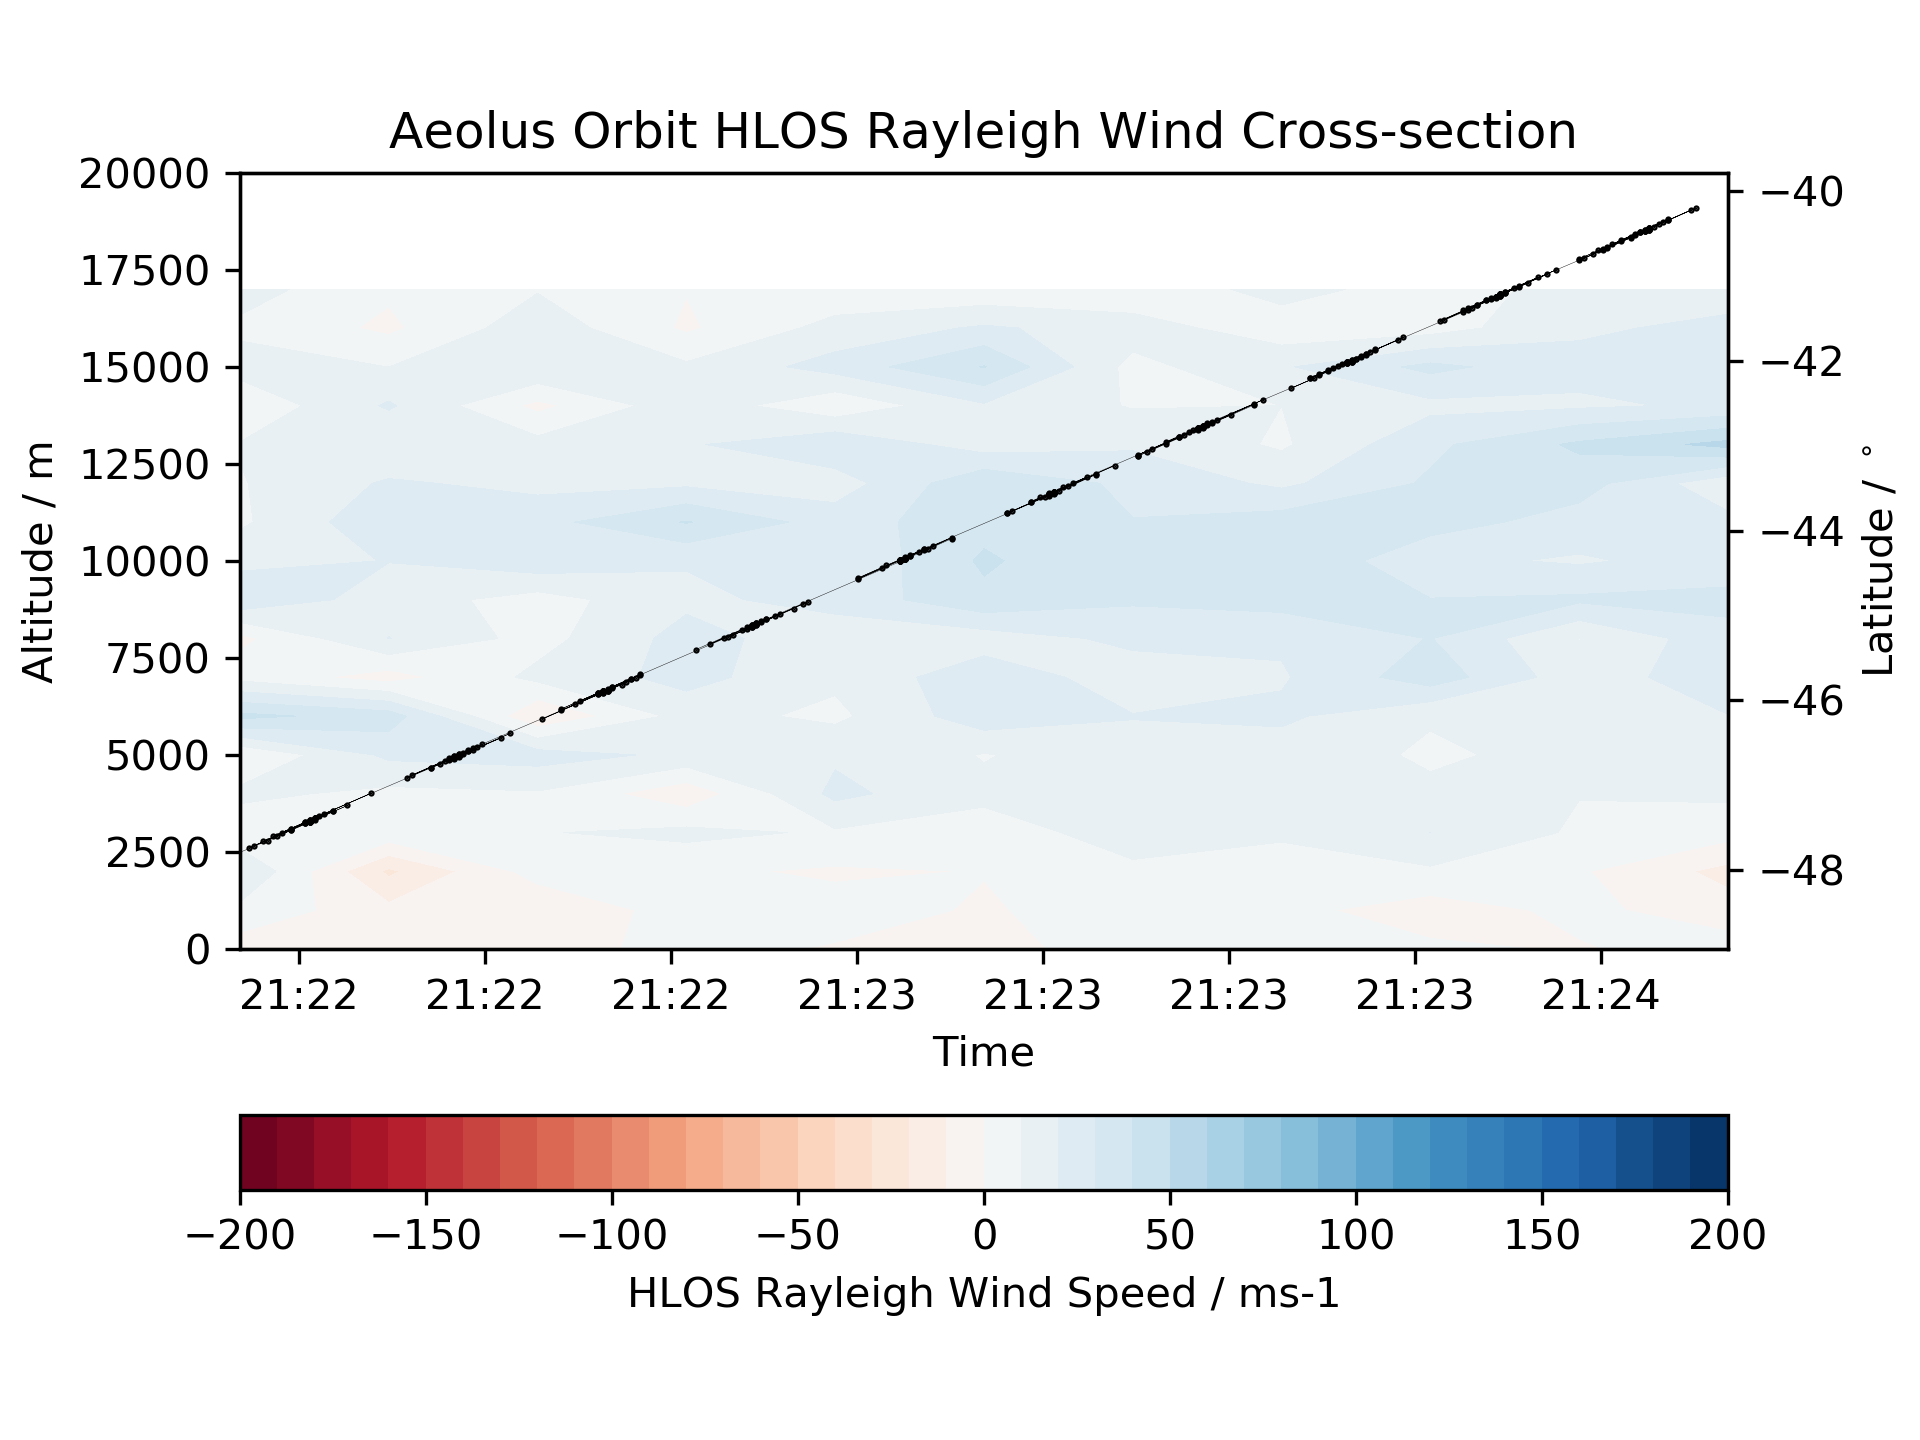 Aeolus Orbit HLOS Rayleigh Wind Cross-section
20000
17500
15000
12500
10000
7500
5000
2500
0
Altitude / m
−40
−42
−44
−46
−48
Latitude / °
21:22 21:22 21:22 21:23 21:23 21:23 21:23 21:24
Time
−200 −150 −100 −50 0 50 100 150 200
HLOS Rayleigh Wind Speed / ms-1